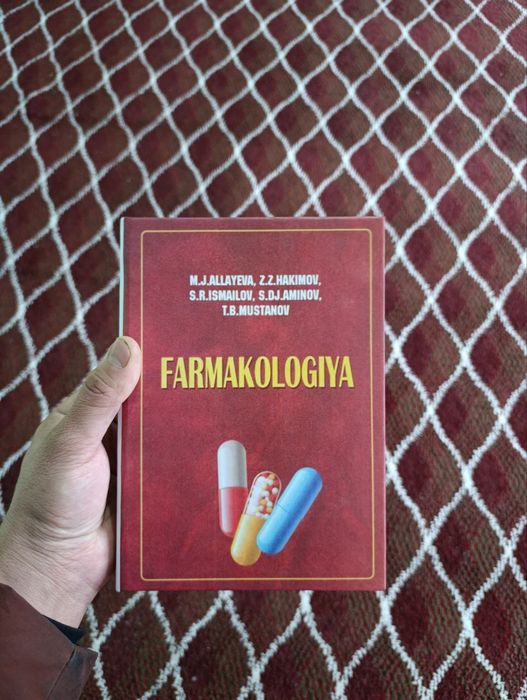 M.J.ALLAYEVA, Z.Z.HAKIMOV,
S.R.ISMAILOV, S.DJ.AMINOV,
T.B.MUSTANOV
FARMAKOLOGIYA